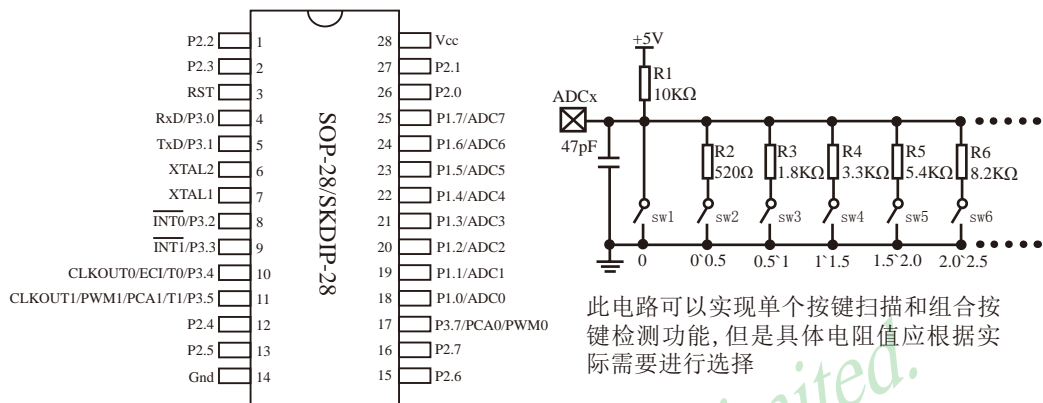 P2.2
P2.3
RST
RxD/P3.0
TxD/P3.1
XTAL2
XTAL1
INT0/P3.2
INT1/P3.3
CLKOUT0/ECI/T0/P3.4
CLKOUT1/PWM1/PCA1/T1/P3.5
P2.4
P2.5
Gnd
1
2
3
4
5
6
7
8
9
10
11
12
13
14
SOP-28/SKDIP-28
28
27
26
25
24
23
22
21
20
19
18
17
16
15
Vcc
P2.1
P2.0
P1.7/ADC7
P1.6/ADC6
P1.5/ADC5
P1.4/ADC4
P1.3/ADC3
P1.2/ADC2
P1.1/ADC1
P1.0/ADC0
P3.7/PCA0/PWM0
P2.7
P2.6
+5V
R1
10KΩ
ADCx
47pF
R2
520Ω
R3
1.8KΩ
R4
3.3KΩ
R5
5.4KΩ
R6
8.2KΩ
sw1
sw2
sw3
sw4
sw5
sw6
0
0`0.5
0.5`1
1`1.5
1.5`2.0
2.0`2.5
此电路可以实现单个按键扫描和组合按
键检测功能,但是具体电阻值应根据实
际需要进行选择
mited.